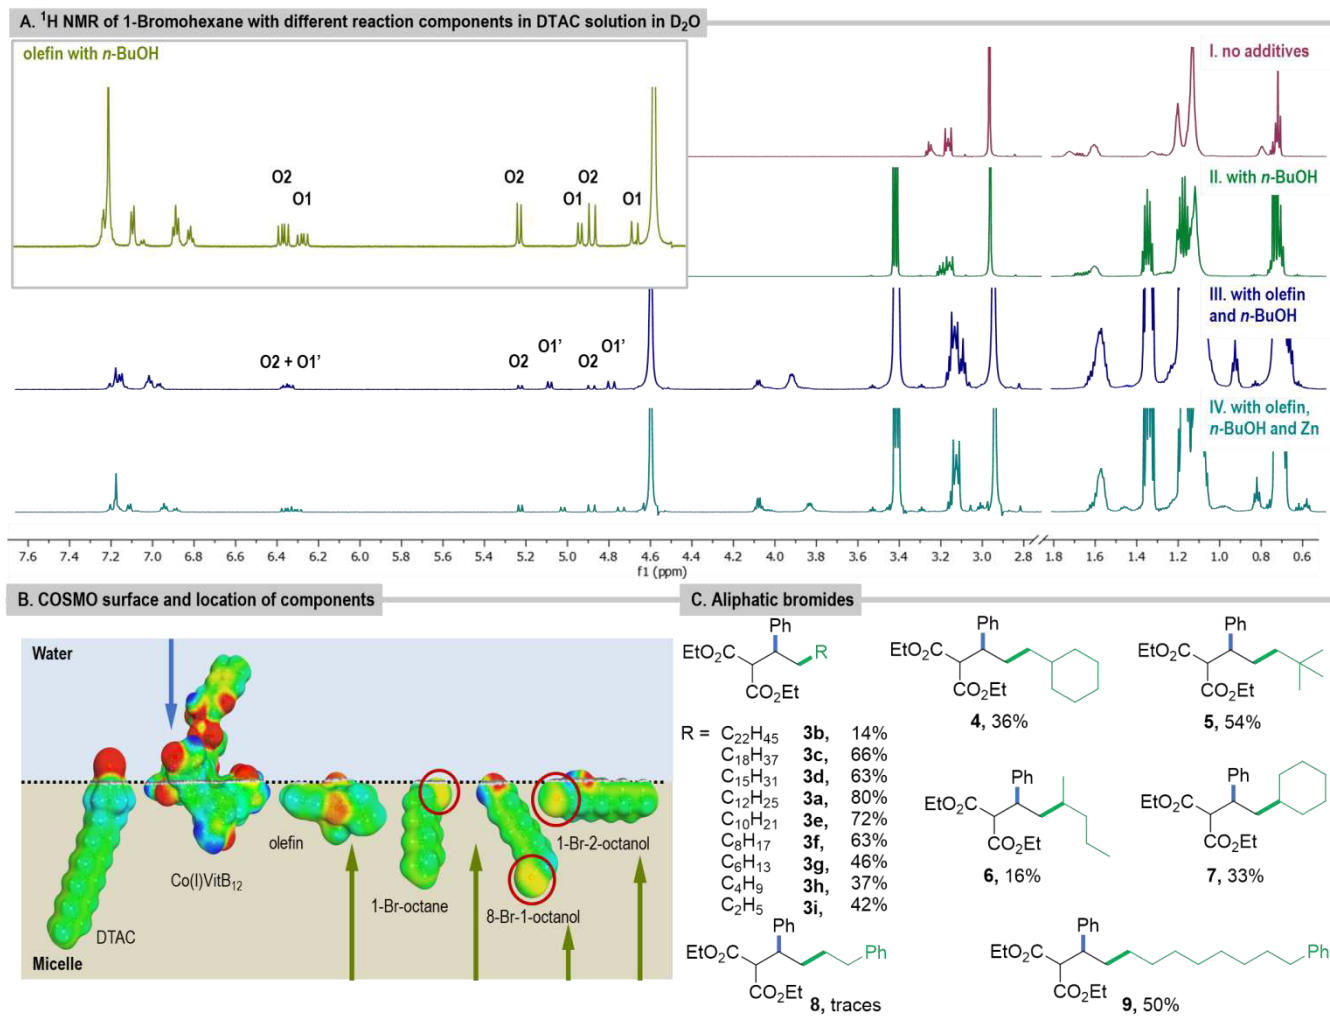 A. ¹H NMR of 1-Bromohexane with different reaction components in DTAC solution in D₂O
olefin with n-BuOH
O2
O1
O2
O1
O2
O1
I. no additives
II. with n-BuOH
III. with olefin
and n-BuOH
O2 + O1’
O2
O1’
O2
O1’
IV. with olefin,
n-BuOH and Zn
7.6 7.4 7.2 7.0 6.8 6.6 6.4 6.2 6.0 5.8 5.6 5.4 5.2 5.0 4.8 4.6 4.4 4.2 4.0 3.8 3.6 3.4 3.2 3.0 2.8 1.8 1.6 1.4 1.2 1.0 0.8 0.6
f1 (ppm)
B. COSMO surface and location of components
Water
Co(I)VitB₁₂
olefin
1-Br-octane
8-Br-1-octanol
1-Br-2-octanol
DTAC
Micelle
C. Aliphatic bromides
Ph
R
EtO₂C
CO₂Et
R =
C₂₂H₄₅ 3b, 14%
C₁₈H₃₇ 3c, 66%
C₁₅H₃₁ 3d, 63%
C₁₂H₂₅ 3a, 80%
C₁₀H₂₁ 3e, 72%
C₈H₁₇ 3f, 63%
C₆H₁₃ 3g, 46%
C₄H₉ 3h, 37%
C₂H₅ 3i, 42%
Ph
EtO₂C
CO₂Et
4, 36%
Ph
EtO₂C
CO₂Et
5, 54%
Ph
EtO₂C
CO₂Et
6, 16%
Ph
EtO₂C
CO₂Et
7, 33%
Ph
EtO₂C
Ph
CO₂Et
8, traces
Ph
EtO₂C
Ph
CO₂Et
9, 50%